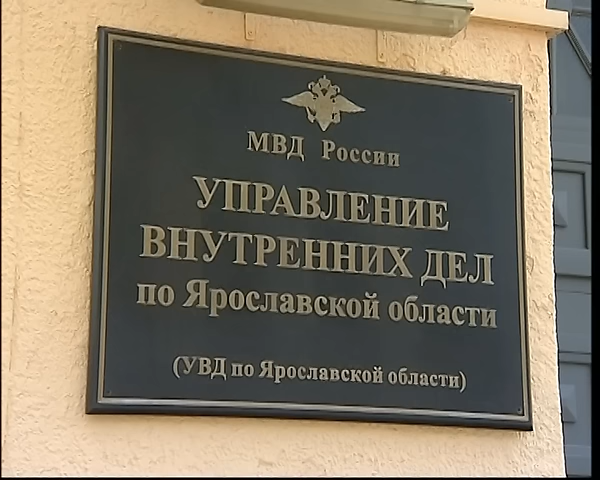 МВД России
УПРАВЛЕНИЕ
ВНУТРЕННИХ ДЕЛ
по Ярославской области
(УВД по Ярославской области)